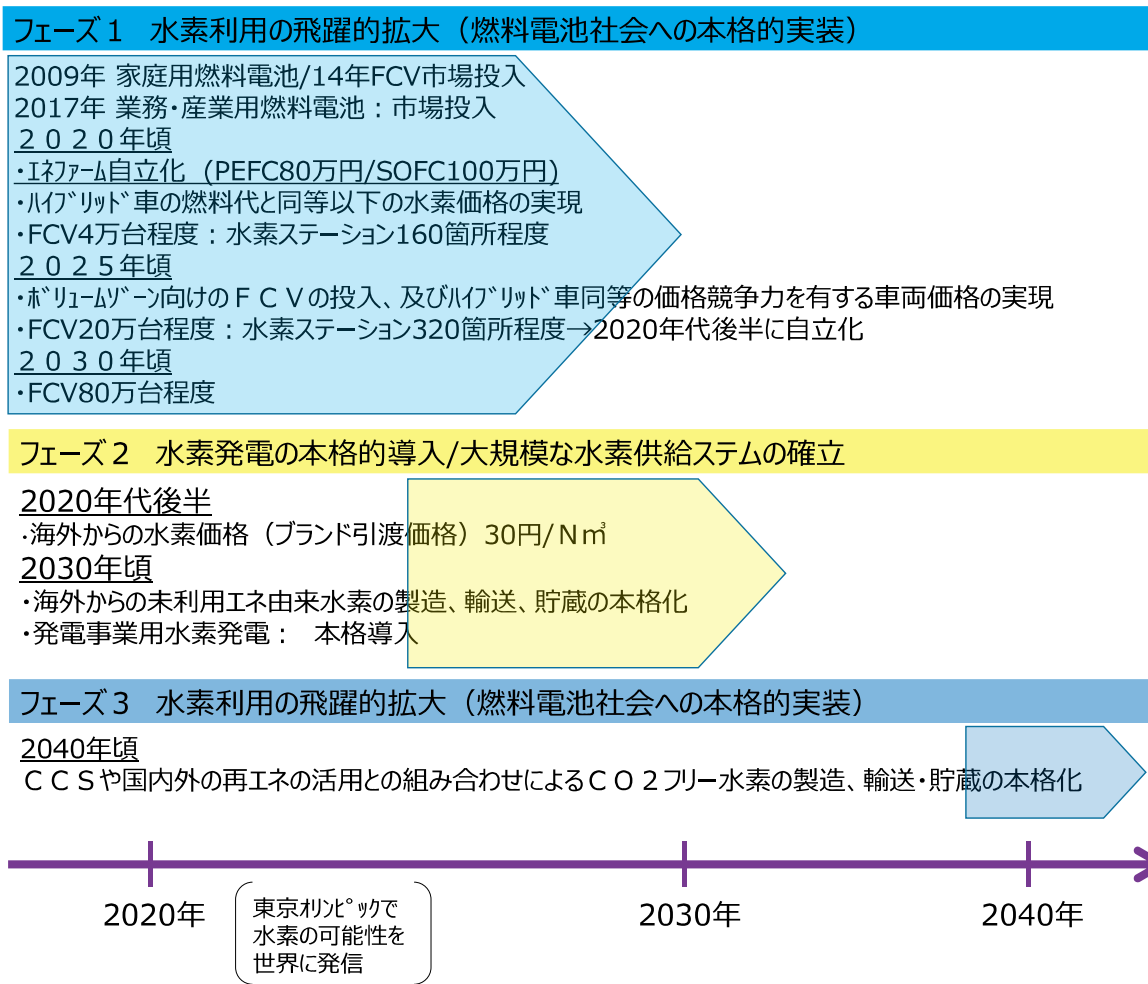 フェーズ１　水素利用の飛躍的拡大（燃料電池社会への本格的実装）
2009年 家庭用燃料電池/14年FCV市場投入
2017年 業務・産業用燃料電池：市場投入
２０２０年頃
・ｴﾈﾌｧｰﾑ自立化（PEFC80万円/SOFC100万円)
・ﾊｲﾌﾞﾘｯﾄﾞ車の燃料代と同等以下の水素価格の実現
・FCV4万台程度：水素ステーション160箇所程度
２０２５年頃
・ﾎﾞﾘｭｰﾑｿﾞｰﾝ向けのＦＣＶの投入、及びﾊｲﾌﾞﾘｯﾄﾞ車同等の価格競争力を有する車両価格の実現
・FCV20万台程度：水素ステーション320箇所程度→2020年代後半に自立化
２０３０年頃
・FCV80万台程度
フェーズ２　水素発電の本格的導入/大規模な水素供給ステムの確立
2020年代後半
・海外からの水素価格（ブランド引渡価格）30円/Ｎ㎥
2030年頃
・海外からの未利用エネ由来水素の製造、輸送、貯蔵の本格化
・発電事業用水素発電：　本格導入
フェーズ３　水素利用の飛躍的拡大（燃料電池社会への本格的実装）
2040年頃
ＣＣＳや国内外の再エネの活用との組み合わせによるＣＯ２フリー水素の製造、輸送・貯蔵の本格化
2020年
東京ｵﾘﾝﾋﾟｯｸで
水素の可能性を
世界に発信
2030年
2040年